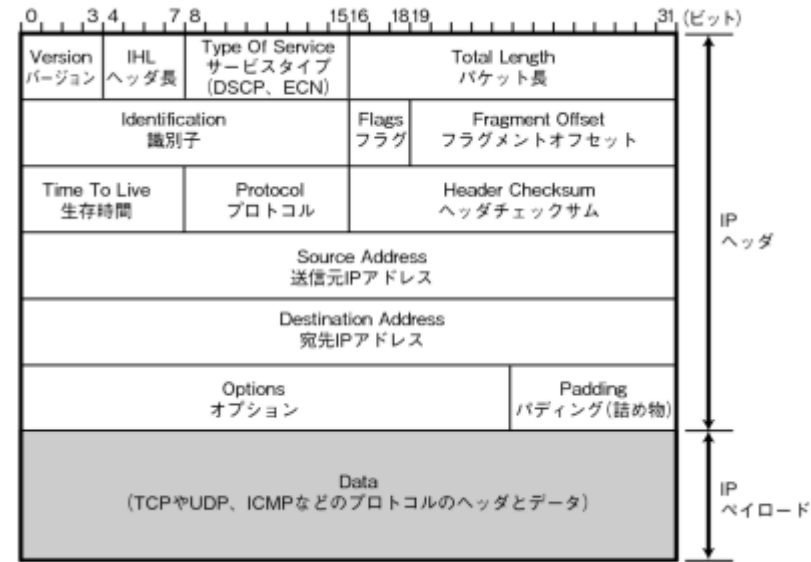 0 3 4 7 8 15 16 18 19 31 (ビット)
Version
バージョン
IHL
ヘッダ長
Type Of Service
サービスタイプ
(DSCP、ECN)
Total Length
パケット長
Identification
識別子
Flags
フラグ
Fragment Offset
フラグメントオフセット
Time To Live
生存時間
Protocol
プロトコル
Header Checksum
ヘッダチェックサム
Source Address
送信元IPアドレス
Destination Address
宛先IPアドレス
Options
オプション
Padding
パディング(詰め物)
IP
ヘッダ
Data
(TCPやUDP、ICMPなどのプロトコルのヘッダとデータ)
IP
ペイロード